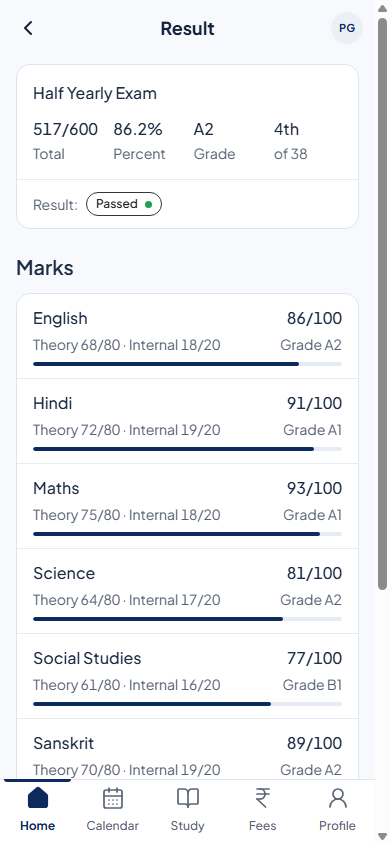 Result
PG
Half Yearly Exam
517/600 86.2% A2 4th
Total Percent Grade of 38
Result: Passed
Marks
English 86/100
Theory 68/80 · Internal 18/20 Grade A2
Hindi 91/100
Theory 72/80 · Internal 19/20 Grade A1
Maths 93/100
Theory 75/80 · Internal 18/20 Grade A1
Science 81/100
Theory 64/80 · Internal 17/20 Grade A2
Social Studies 77/100
Theory 61/80 · Internal 16/20 Grade B1
Sanskrit 89/100
Theory 70/80 · Internal 19/20 Grade A2
Home Calendar Study Fees Profile